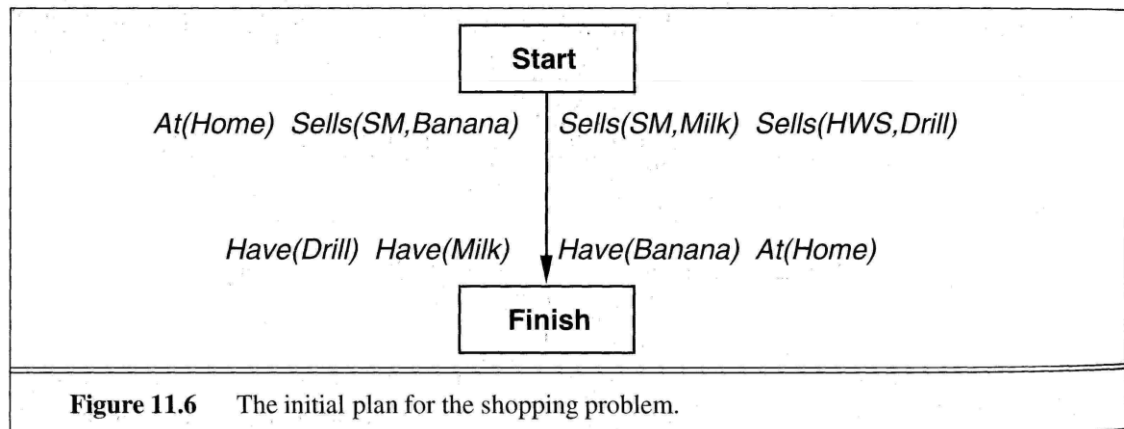 Start
At(Home) Sells(SM,Banana) Sells(SM,Milk) Sells(HWS,Drill)
Have(Drill) Have(Milk) Have(Banana) At(Home)
Finish
Figure 11.6 The initial plan for the shopping problem.